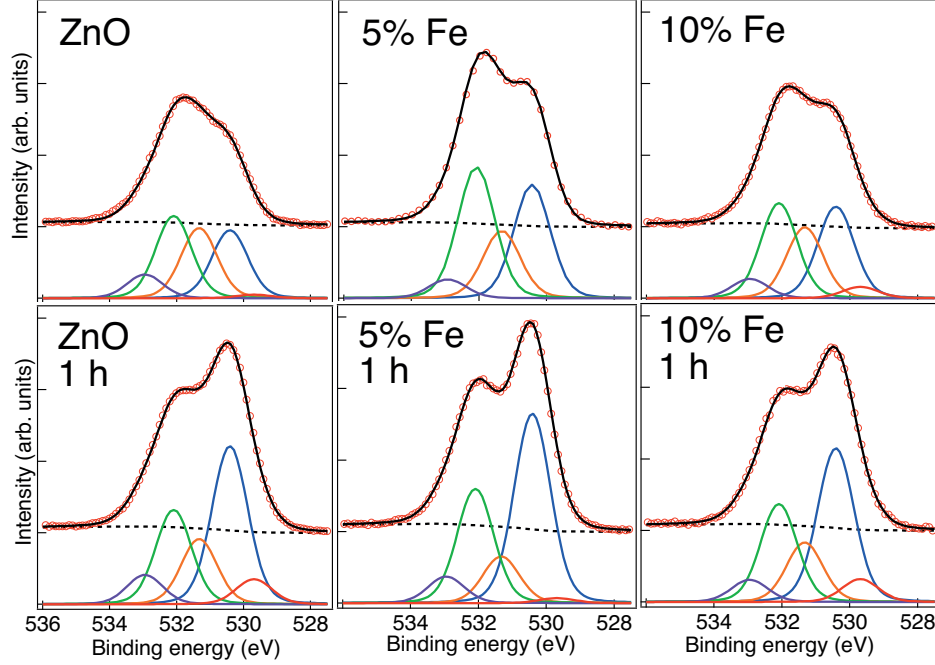 ZnO
5% Fe
10% Fe
Intensity (arb. units)
ZnO
1 h
5% Fe
1 h
10% Fe
1 h
Intensity (arb. units)
536 534 532 530 528
534 532 530 528
534 532 530 528
Binding energy (eV)
Binding energy (eV)
Binding energy (eV)